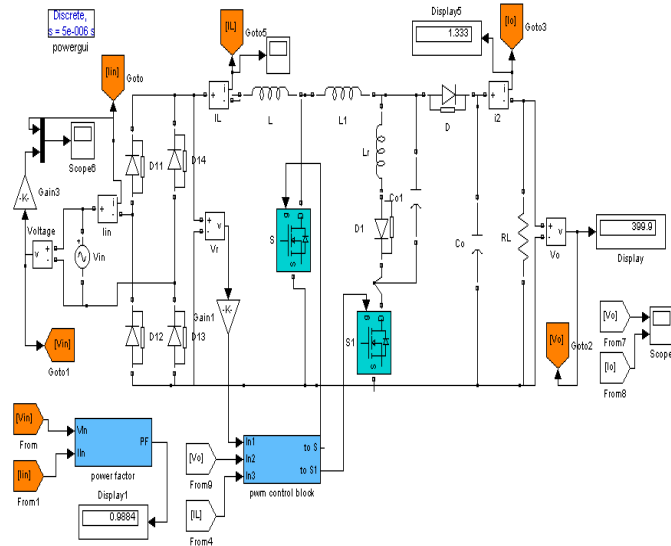 Discrete,
s = 5e-006 s
powergui
[Iin]
Goto
[IL]
Goto5
Display5
1.333
[Io]
Goto3
Scope6
-K-
Gain3
Voltage
v
Vin
i
Iin
D11
D14
D12
D13
i
IL
L
L1
Lr
Co1
D1
D
i
i2
Co
RL
v
Vo
399.9
Display
v
Vr
-K-
Gain1
S
g
D
S
S1
g
D
S
[Vin]
Goto1
[Vo]
Goto2
[Vo]
From7
[Io]
From8
Scope
[Vin]
From
[Iin]
From1
Vin
Iin
PF
power factor
Display1
0.9884
[Vo]
From9
[IL]
From4
In1
In2
In3
to S
to S1
pwm control block